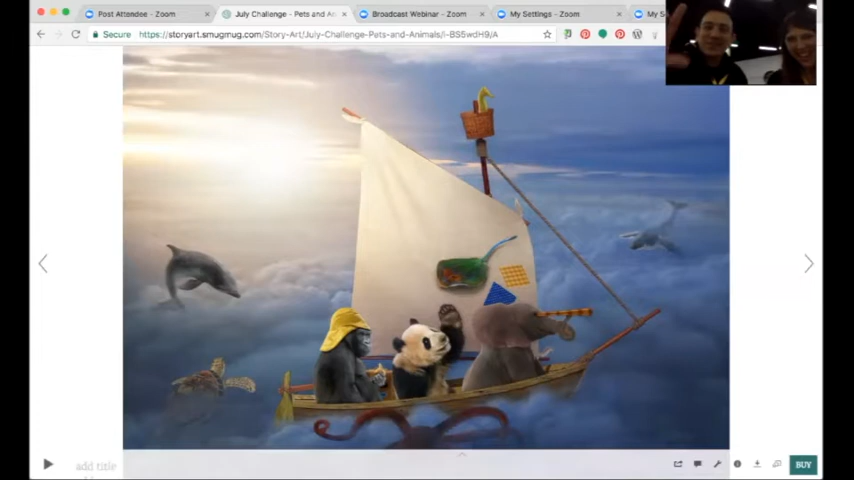 Post Attendee - Zoom
July Challenge - Pets and An
Broadcast Webinar - Zoom
My Settings - Zoom
My S
Secure
https://storyart.smugmug.com/Story-Art/July-Challenge-Pets-and-Animals/i-BS5wdH9/A
add title
BUY